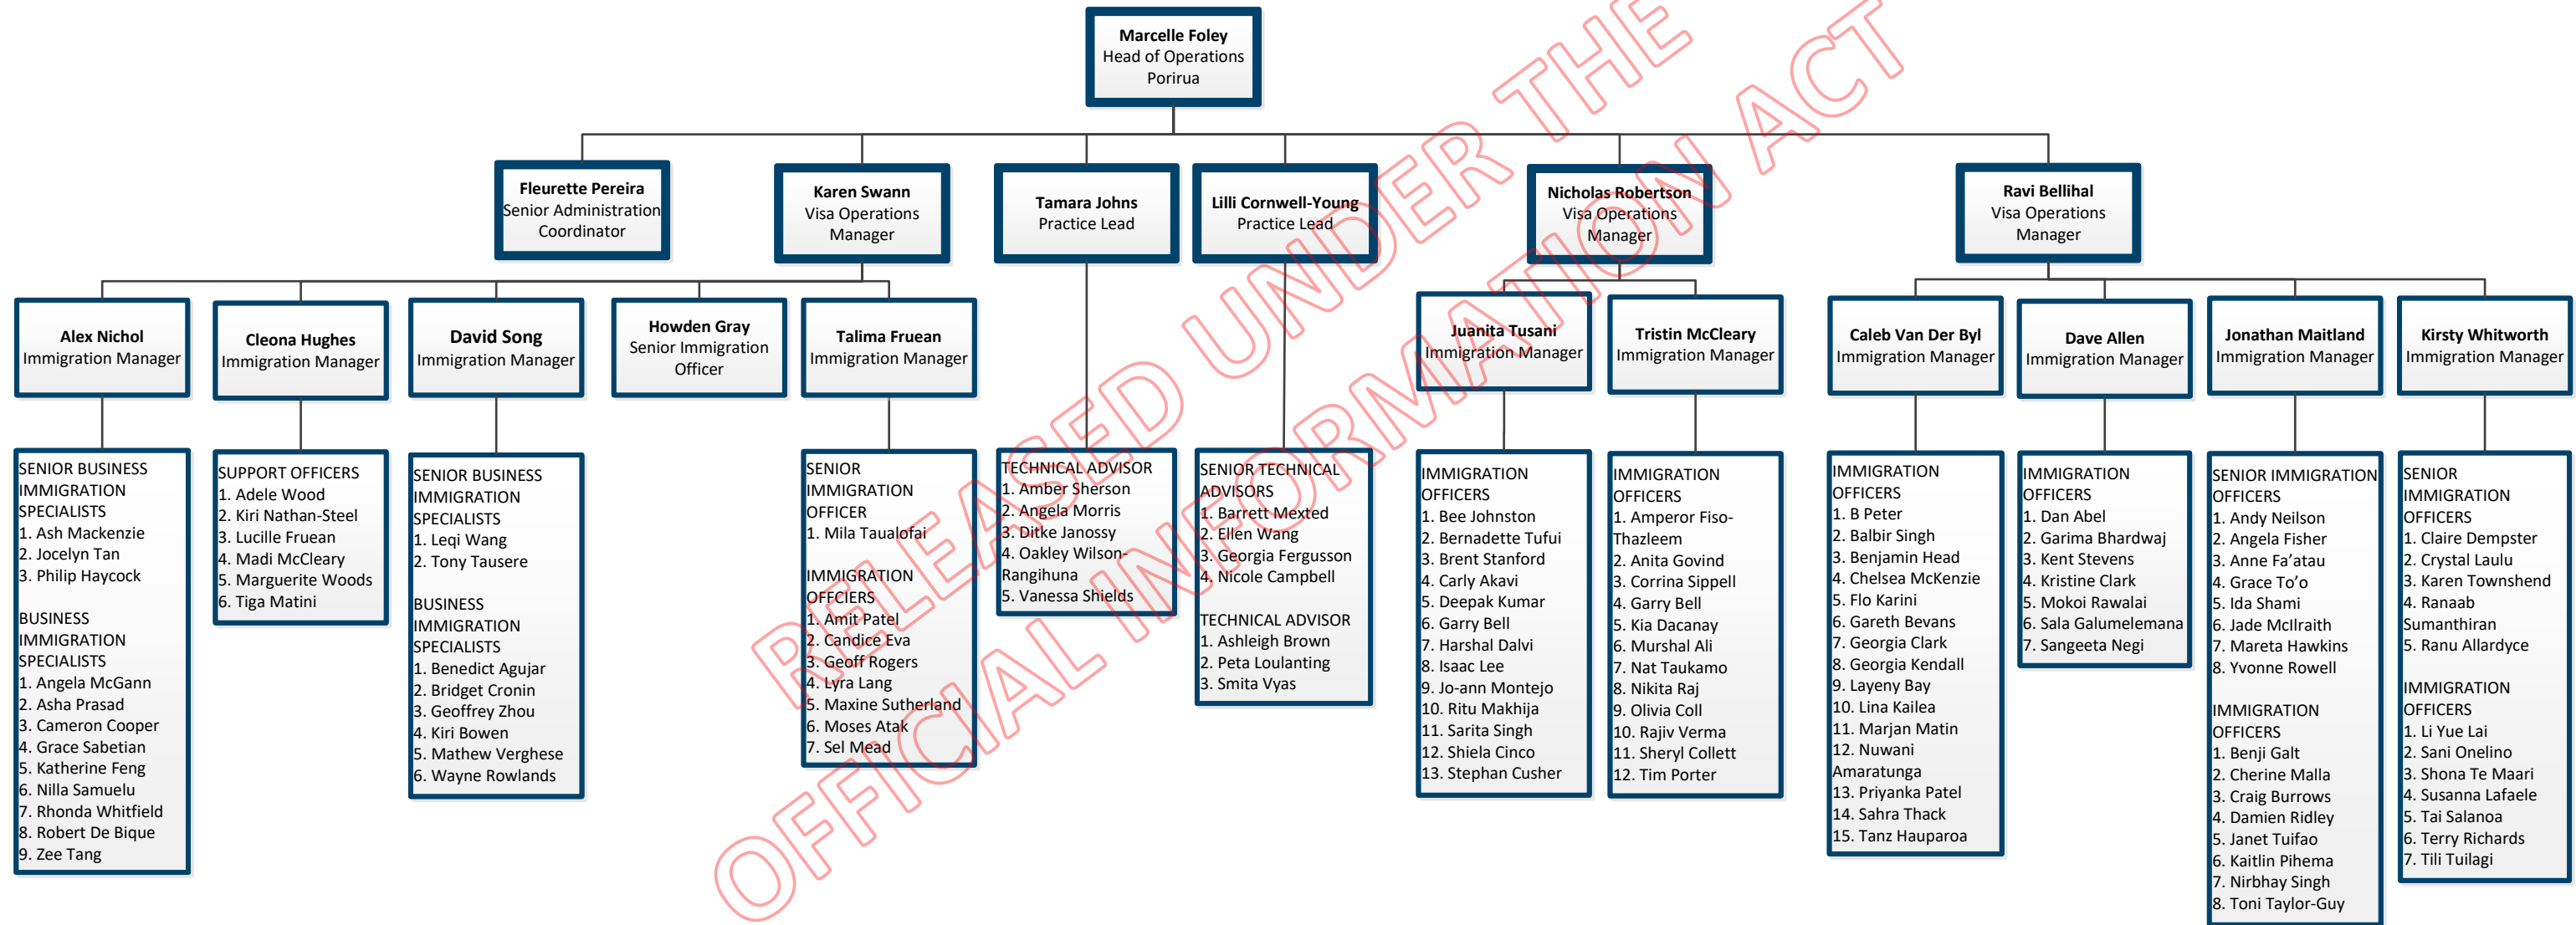 Marcelle Foley
Head of Operations
Porirua
Fleurette Pereira
Senior Administration
Coordinator
Karen Swann
Visa Operations
Manager
Tamara Johns
Practice Lead
Lilli Cornwell-Young
Practice Lead
Nicholas Robertson
Visa Operations
Manager
Ravi Bellihal
Visa Operations
Manager
Alex Nichol
Immigration Manager
Cleona Hughes
Immigration Manager
David Song
Immigration Manager
Howden Gray
Senior Immigration
Officer
Talima Fruean
Immigration Manager
Juanita Tusani
Immigration Manager
Tristin McCleary
Immigration Manager
Caleb Van Der Byl
Immigration Manager
Dave Allen
Immigration Manager
Jonathan Maitland
Immigration Manager
Kirsty Whitworth
Immigration Manager
SENIOR BUSINESS
IMMIGRATION
SPECIALISTS
1. Ash Mackenzie
2. Jocelyn Tan
3. Philip Haycock
BUSINESS
IMMIGRATION
SPECIALISTS
1. Angela McGann
2. Asha Prasad
3. Cameron Cooper
4. Grace Sabetian
5. Katherine Feng
6. Nilla Samuelu
7. Rhonda Whitfield
8. Robert De Bique
9. Zee Tang
SUPPORT OFFICERS
1. Adele Wood
2. Kiri Nathan-Steel
3. Lucille Fruean
4. Madi McCleary
5. Marguerite Woods
6. Tiga Matini
SENIOR BUSINESS
IMMIGRATION
SPECIALISTS
1. Leqi Wang
2. Tony Tausere
BUSINESS
IMMIGRATION
SPECIALISTS
1. Benedict Agujar
2. Bridget Cronin
3. Geoffrey Zhou
4. Kiri Bowen
5. Mathew Verghese
6. Wayne Rowlands
SENIOR
IMMIGRATION
OFFICER
1. Mila Taualofai
IMMIGRATION
OFFCIERS
1. Amit Patel
2. Candice Eva
3. Geoff Rogers
4. Lyra Lang
5. Maxine Sutherland
6. Moses Atak
7. Sel Mead
TECHNICAL ADVISOR
1. Amber Sherson
2. Angela Morris
3. Ditke Janossy
4. Oakley Wilson-
Rangihuna
5. Vanessa Shields
SENIOR TECHNICAL
ADVISORS
1. Barrett Mexted
2. Ellen Wang
3. Georgia Fergusson
4. Nicole Campbell
TECHNICAL ADVISOR
1. Ashleigh Brown
2. Peta Loulanting
3. Smita Vyas
IMMIGRATION
OFFICERS
1. Bee Johnston
2. Bernadette Tufui
3. Brent Stanford
4. Carly Akavi
5. Deepak Kumar
6. Garry Bell
7. Harshal Dalvi
8. Isaac Lee
9. Jo-ann Montejo
10. Ritu Makhija
11. Sarita Singh
12. Shiela Cinco
13. Stephan Cusher
IMMIGRATION
OFFICERS
1. Amperor Fiso-
Thazleem
2. Anita Govind
3. Corrina Sippell
4. Garry Bell
5. Kia Dacanay
6. Murshal Ali
7. Nat Taukamo
8. Nikita Raj
9. Olivia Coll
10. Rajiv Verma
11. Sheryl Collett
12. Tim Porter
IMMIGRATION
OFFICERS
1. B Peter
2. Balbir Singh
3. Benjamin Head
4. Chelsea McKenzie
5. Flo Karini
6. Gareth Bevans
7. Georgia Clark
8. Georgia Kendall
9. Layeny Bay
10. Lina Kailea
11. Marjan Matin
12. Nuwani
Amaratunga
13. Priyanka Patel
14. Sahra Thack
15. Tanz Hauparoa
IMMIGRATION
OFFICERS
1. Dan Abel
2. Garima Bhardwaj
3. Kent Stevens
4. Kristine Clark
5. Mokoi Rawalai
6. Sala Galumelemana
7. Sangeeta Negi
SENIOR IMMIGRATION
OFFICERS
1. Andy Neilson
2. Angela Fisher
3. Anne Fa'atau
4. Grace To'o
5. Ida Shami
6. Jade McIlraith
7. Mareta Hawkins
8. Yvonne Rowell
IMMIGRATION
OFFICERS
1. Benji Galt
2. Cherine Malla
3. Craig Burrows
4. Damien Ridley
5. Janet Tuifao
6. Kaitlin Pihema
7. Nirbhay Singh
8. Toni Taylor-Guy
SENIOR
IMMIGRATION
OFFICERS
1. Claire Dempster
2. Crystal Laulu
3. Karen Townshend
4. Ranaab
Sumanthiran
5. Ranu Allardyce
IMMIGRATION
OFFICERS
1. Li Yue Lai
2. Sani Onelino
3. Shona Te Maari
4. Susanna Lafaele
5. Tai Salanoa
6. Terry Richards
7. Tili Tuilagi
RELEASED UNDER THE
OFFICIAL INFORMATION ACT